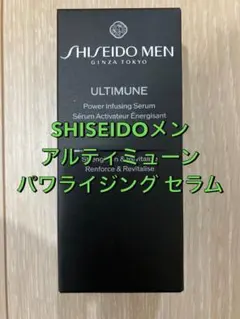 SHISEIDO MEN
GINZA TOKYO
ULTIMUNE
Power Infusing Serum
Sérum Activateur Énergisant
SHISEIDOメン
アルティミューン
パワライジング セラム
Renforce & Revitalise